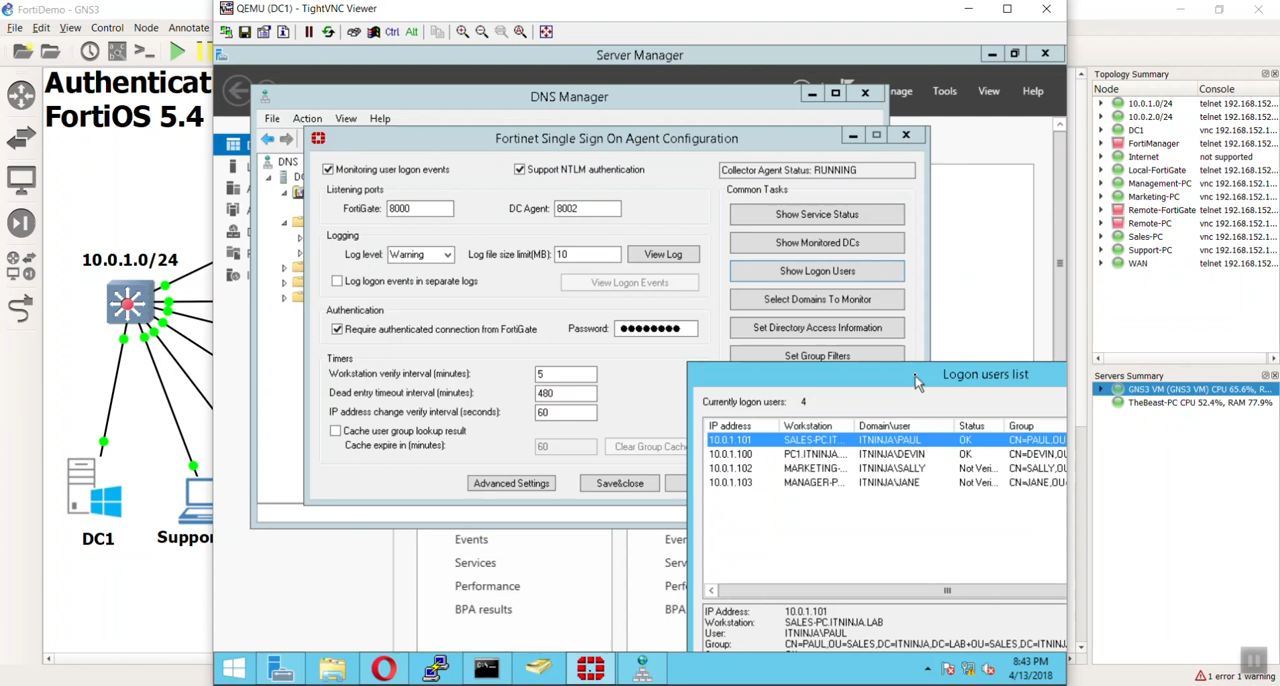 FortiDemo - GNS3
File Edit View Control Node Annotate
Authenticat
FortiOS 5.4
10.0.1.0/24
DC1
Suppo
QEMU (DC1) - TightVNC Viewer
Ctrl Alt
Server Manager
nage Tools View Help
DNS Manager
File Action View Help
DNS
DC
Fortinet Single Sign On Agent Configuration
Monitoring user logon events
Support NTLM authentication
Collector Agent Status: RUNNING
Listening ports
Common Tasks
FortiGate: 8000
DC Agent: 8002
Show Service Status
Logging
Show Monitored DCs
Log level: Warning
Log file size limit(MB): 10
View Log
Show Logon Users
Log logon events in separate logs
View Logon Events
Select Domains To Monitor
Authentication
Require authenticated connection from FortiGate
Password: ●●●●●●●●
Set Directory Access Information
Timers
Set Group Filters
Workstation verify interval (minutes): 5
Dead entry timeout interval (minutes): 480
IP address change verify interval (seconds): 60
Cache user group lookup result
Cache expire in (minutes): 60
Clear Group Cache
Advanced Settings
Save&close
Logon users list
Currently logon users: 4
IP address Workstation Domain\user Status Group
10.0.1.101 SALES-PC.IT... ITNINJA\PAUL OK CN=PAUL,OU
10.0.1.100 PC1.ITNINJA.... ITNINJA\DEVIN OK CN=DEVIN,O
10.0.1.102 MARKETING-... ITNINJA\SALLY Not Veri... CN=SALLY,O
10.0.1.103 MANAGER-P... ITNINJA\JANE Not Veri... CN=JANE,OU
IP Address: 10.0.1.101
Workstation: SALES-PC.ITNINJA.LAB
User: ITNINJA\PAUL
Group: CN=PAUL,OU=SALES,DC=ITNINJA,DC=LAB+OU=SALES,DC=ITNINJ
Events
Services
Performance
BPA results
Ever
Serv
Perf
BPA
8:43 PM
4/13/2018
Topology Summary
Node Console
10.0.1.0/24 telnet 192.168.152
10.0.2.0/24 telnet 192.168.152
DC1 vnc 192.168.152.1
FortiManager telnet 192.168.152
Internet not supported
Local-FortiGate telnet 192.168.152
Management-PC vnc 192.168.152.1
Marketing-PC vnc 192.168.152.1
Remote-FortiGate telnet 192.168.152
Remote-PC vnc 192.168.152.1
Sales-PC vnc 192.168.152.1
Support-PC vnc 192.168.152.1
WAN telnet 192.168.152
Servers Summary
GNS3 VM (GNS3 VM) CPU 65.6%, R...
TheBeast-PC CPU 52.4%, RAM 77.9%
1 error 1 warning